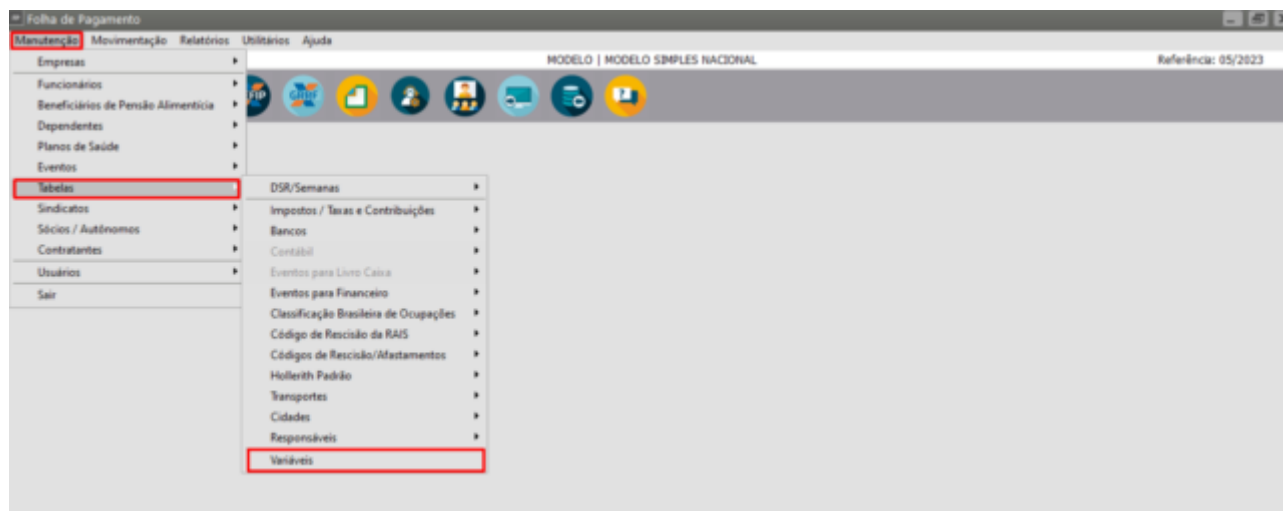 Folha de Pagamento
Manutenção Movimentação Relatórios Utilitários Ajuda
MODELO | MODELO SIMPLES NACIONAL Referência: 05/2023
Empresas
Funcionários
Beneficiários de Pensão Alimentícia
Dependentes
Planos de Saúde
Eventos
Tabelas
Sindicatos
Sócios / Autônomos
Contratantes
Usuários
Sair
GRRF
DSR/Semanas
Impostos / Taxas e Contribuições
Bancos
Contábil
Eventos para Livro Caixa
Eventos para Financeiro
Classificação Brasileira de Ocupações
Código de Rescisão da RAIS
Códigos de Rescisão/Afastamentos
Hollerith Padrão
Transportes
Cidades
Responsáveis
Variáveis